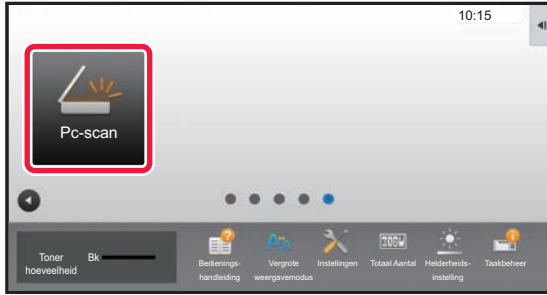 10:15
Pc-scan
Toner
hoeveelheid
Bk
Bedienings-
handleiding
Vergrote
weergavemodus
Instellingen
Totaal Aantal
Helderheids-
instelling
Taakbeheer